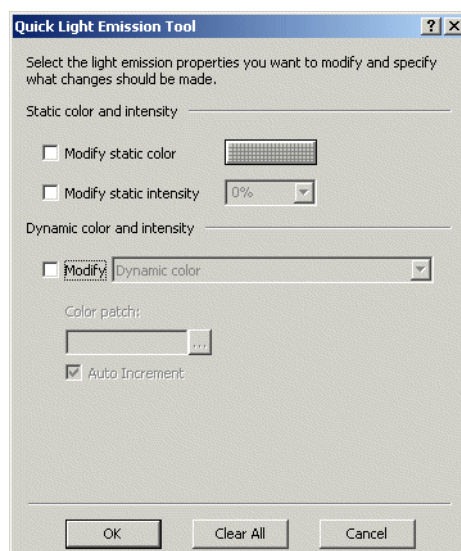 Quick Light Emission Tool
Select the light emission properties you want to modify and specify
what changes should be made.
Static color and intensity
Modify static color
Modify static intensity 0%
Dynamic color and intensity
Modify Dynamic color
Color patch:
...
Auto Increment
OK Clear All Cancel